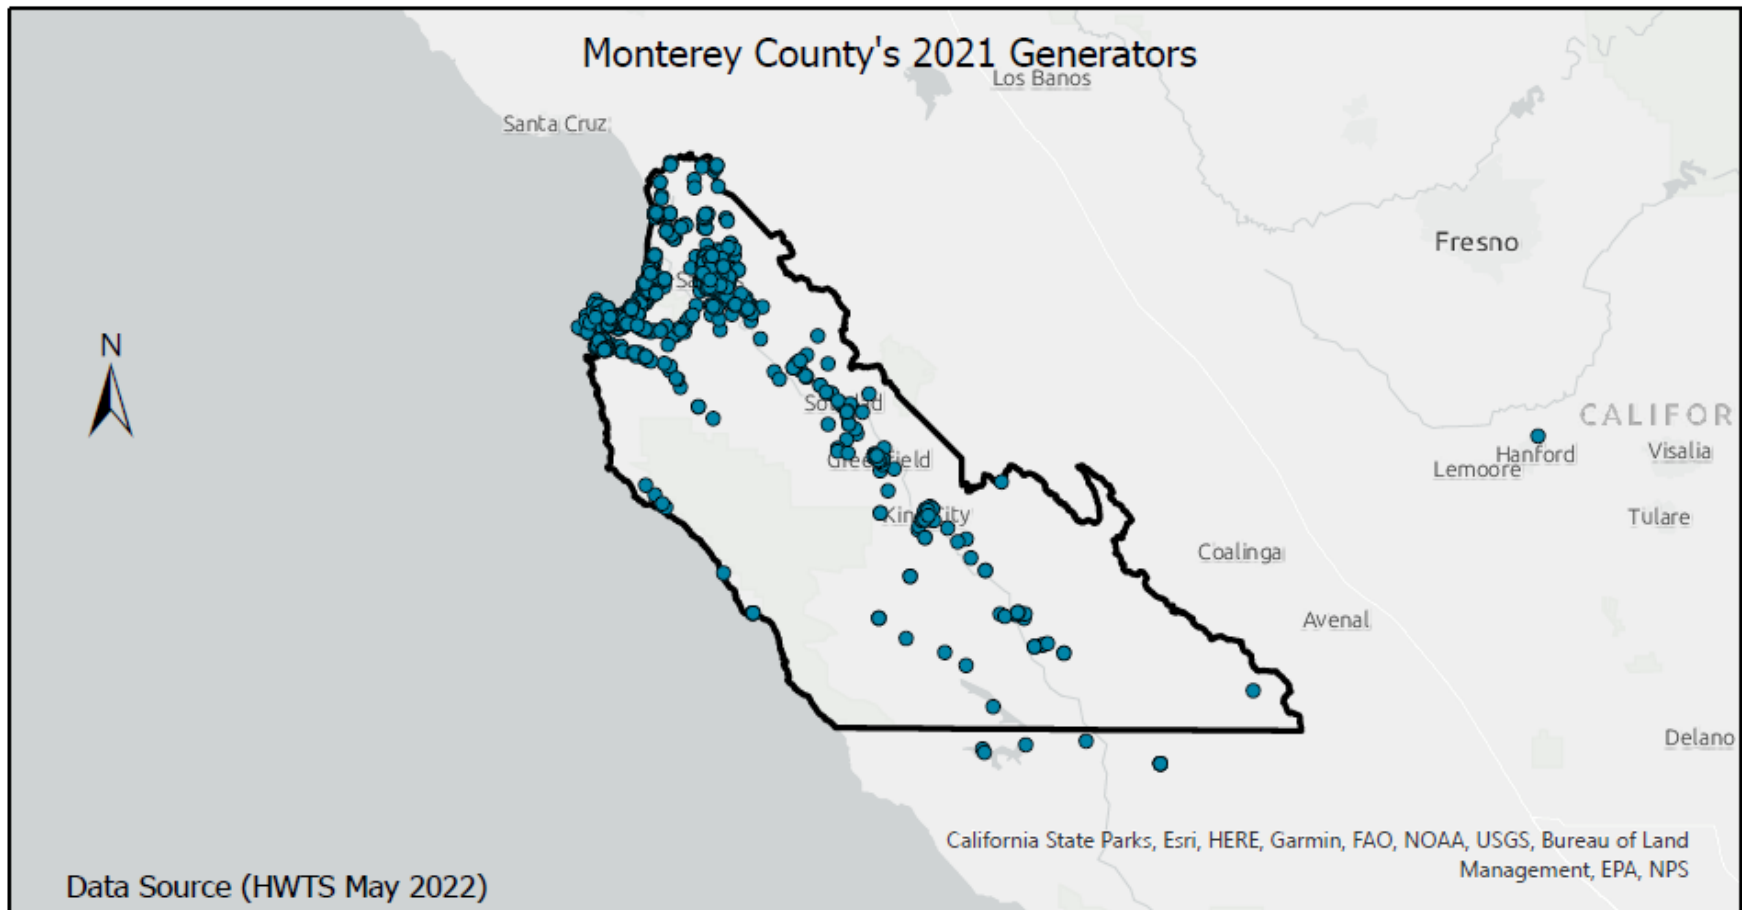 Monterey County's 2021 Generators
Los Banos
Santa Cruz
Fresno
N
CALIFOR
Hanford
Visalia
Lemoore
Tulare
Coalinga
Avenal
Delano
California State Parks, Esri, HERE, Garmin, FAO, NOAA, USGS, Bureau of Land
Management, EPA, NPS
Data Source (HWTS May 2022)